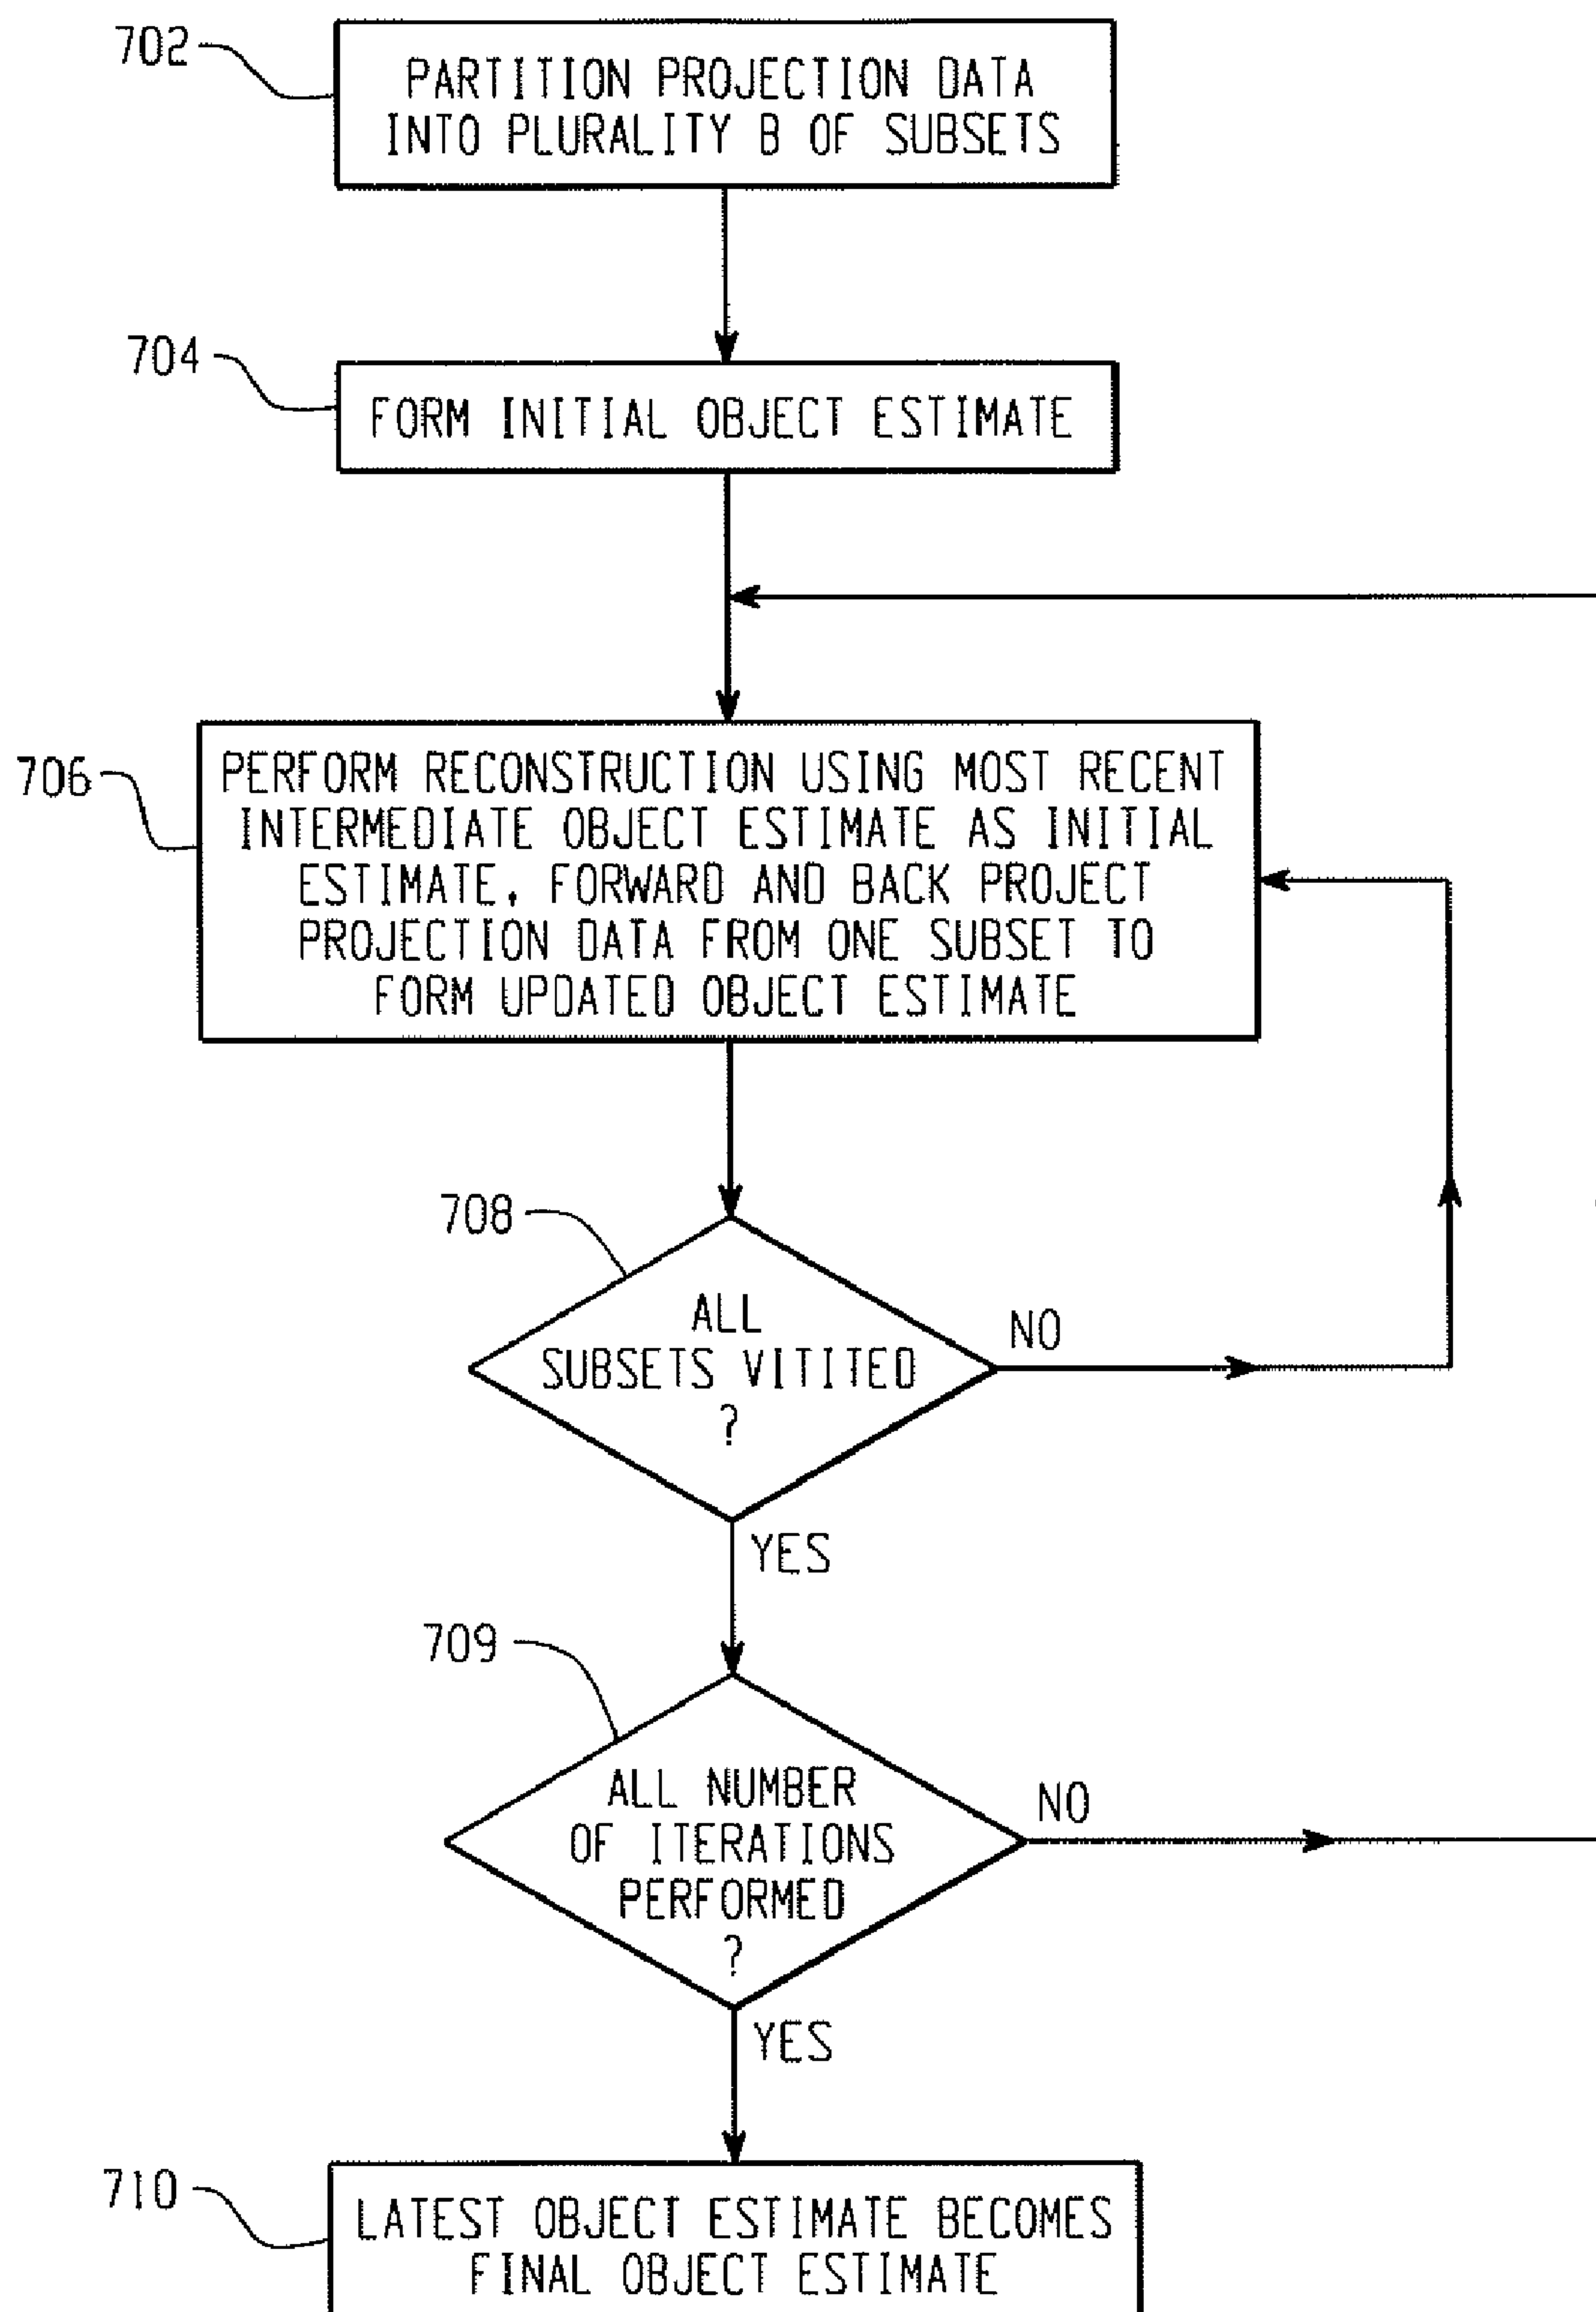 702
PARTITION PROJECTION DATA
INTO PLURALITY B OF SUBSETS
704
FORM INITIAL OBJECT ESTIMATE
706
PERFORM RECONSTRUCTION USING MOST RECENT
INTERMEDIATE OBJECT ESTIMATE AS INITIAL
ESTIMATE, FORWARD AND BACK PROJECT
PROJECTION DATA FROM ONE SUBSET TO
FORM UPDATED OBJECT ESTIMATE
708
ALL
SUBSETS VITITED
?
NO
YES
709
ALL NUMBER
OF ITERATIONS
PERFORMED
?
NO
YES
710
LATEST OBJECT ESTIMATE BECOMES
FINAL OBJECT ESTIMATE